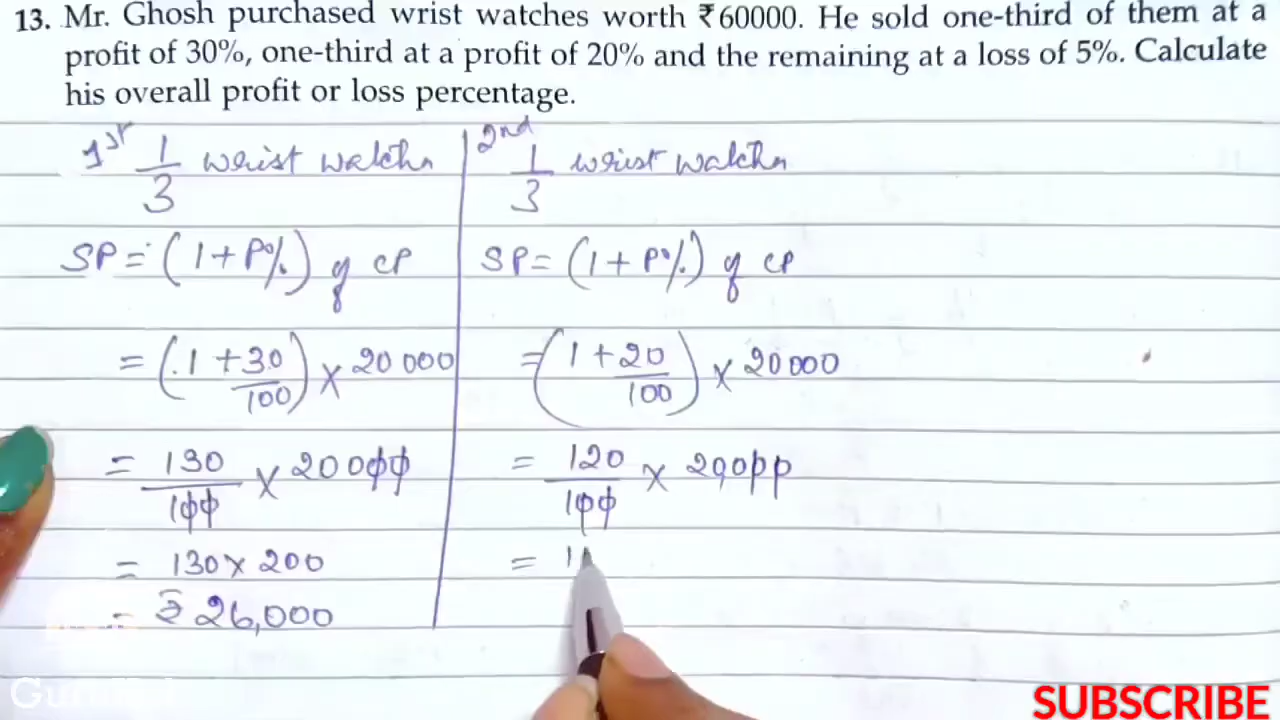 13. Mr. Ghosh purchased wrist watches worth ₹60000. He sold one-third of them at a
profit of 30%, one-third at a profit of 20% and the remaining at a loss of 5%. Calculate
his overall profit or loss percentage.
1st 1/3 wrist watches
SP = (1 + P%) of CP
= (1 + 30/100) × 20000
= 130/100 × 20000
= 130 × 200
= ₹ 26,000
2nd 1/3 wrist watches
SP = (1 + P%) of CP
= (1 + 20/100) × 20000
= 120/100 × 20000
= 1
SUBSCRIBE